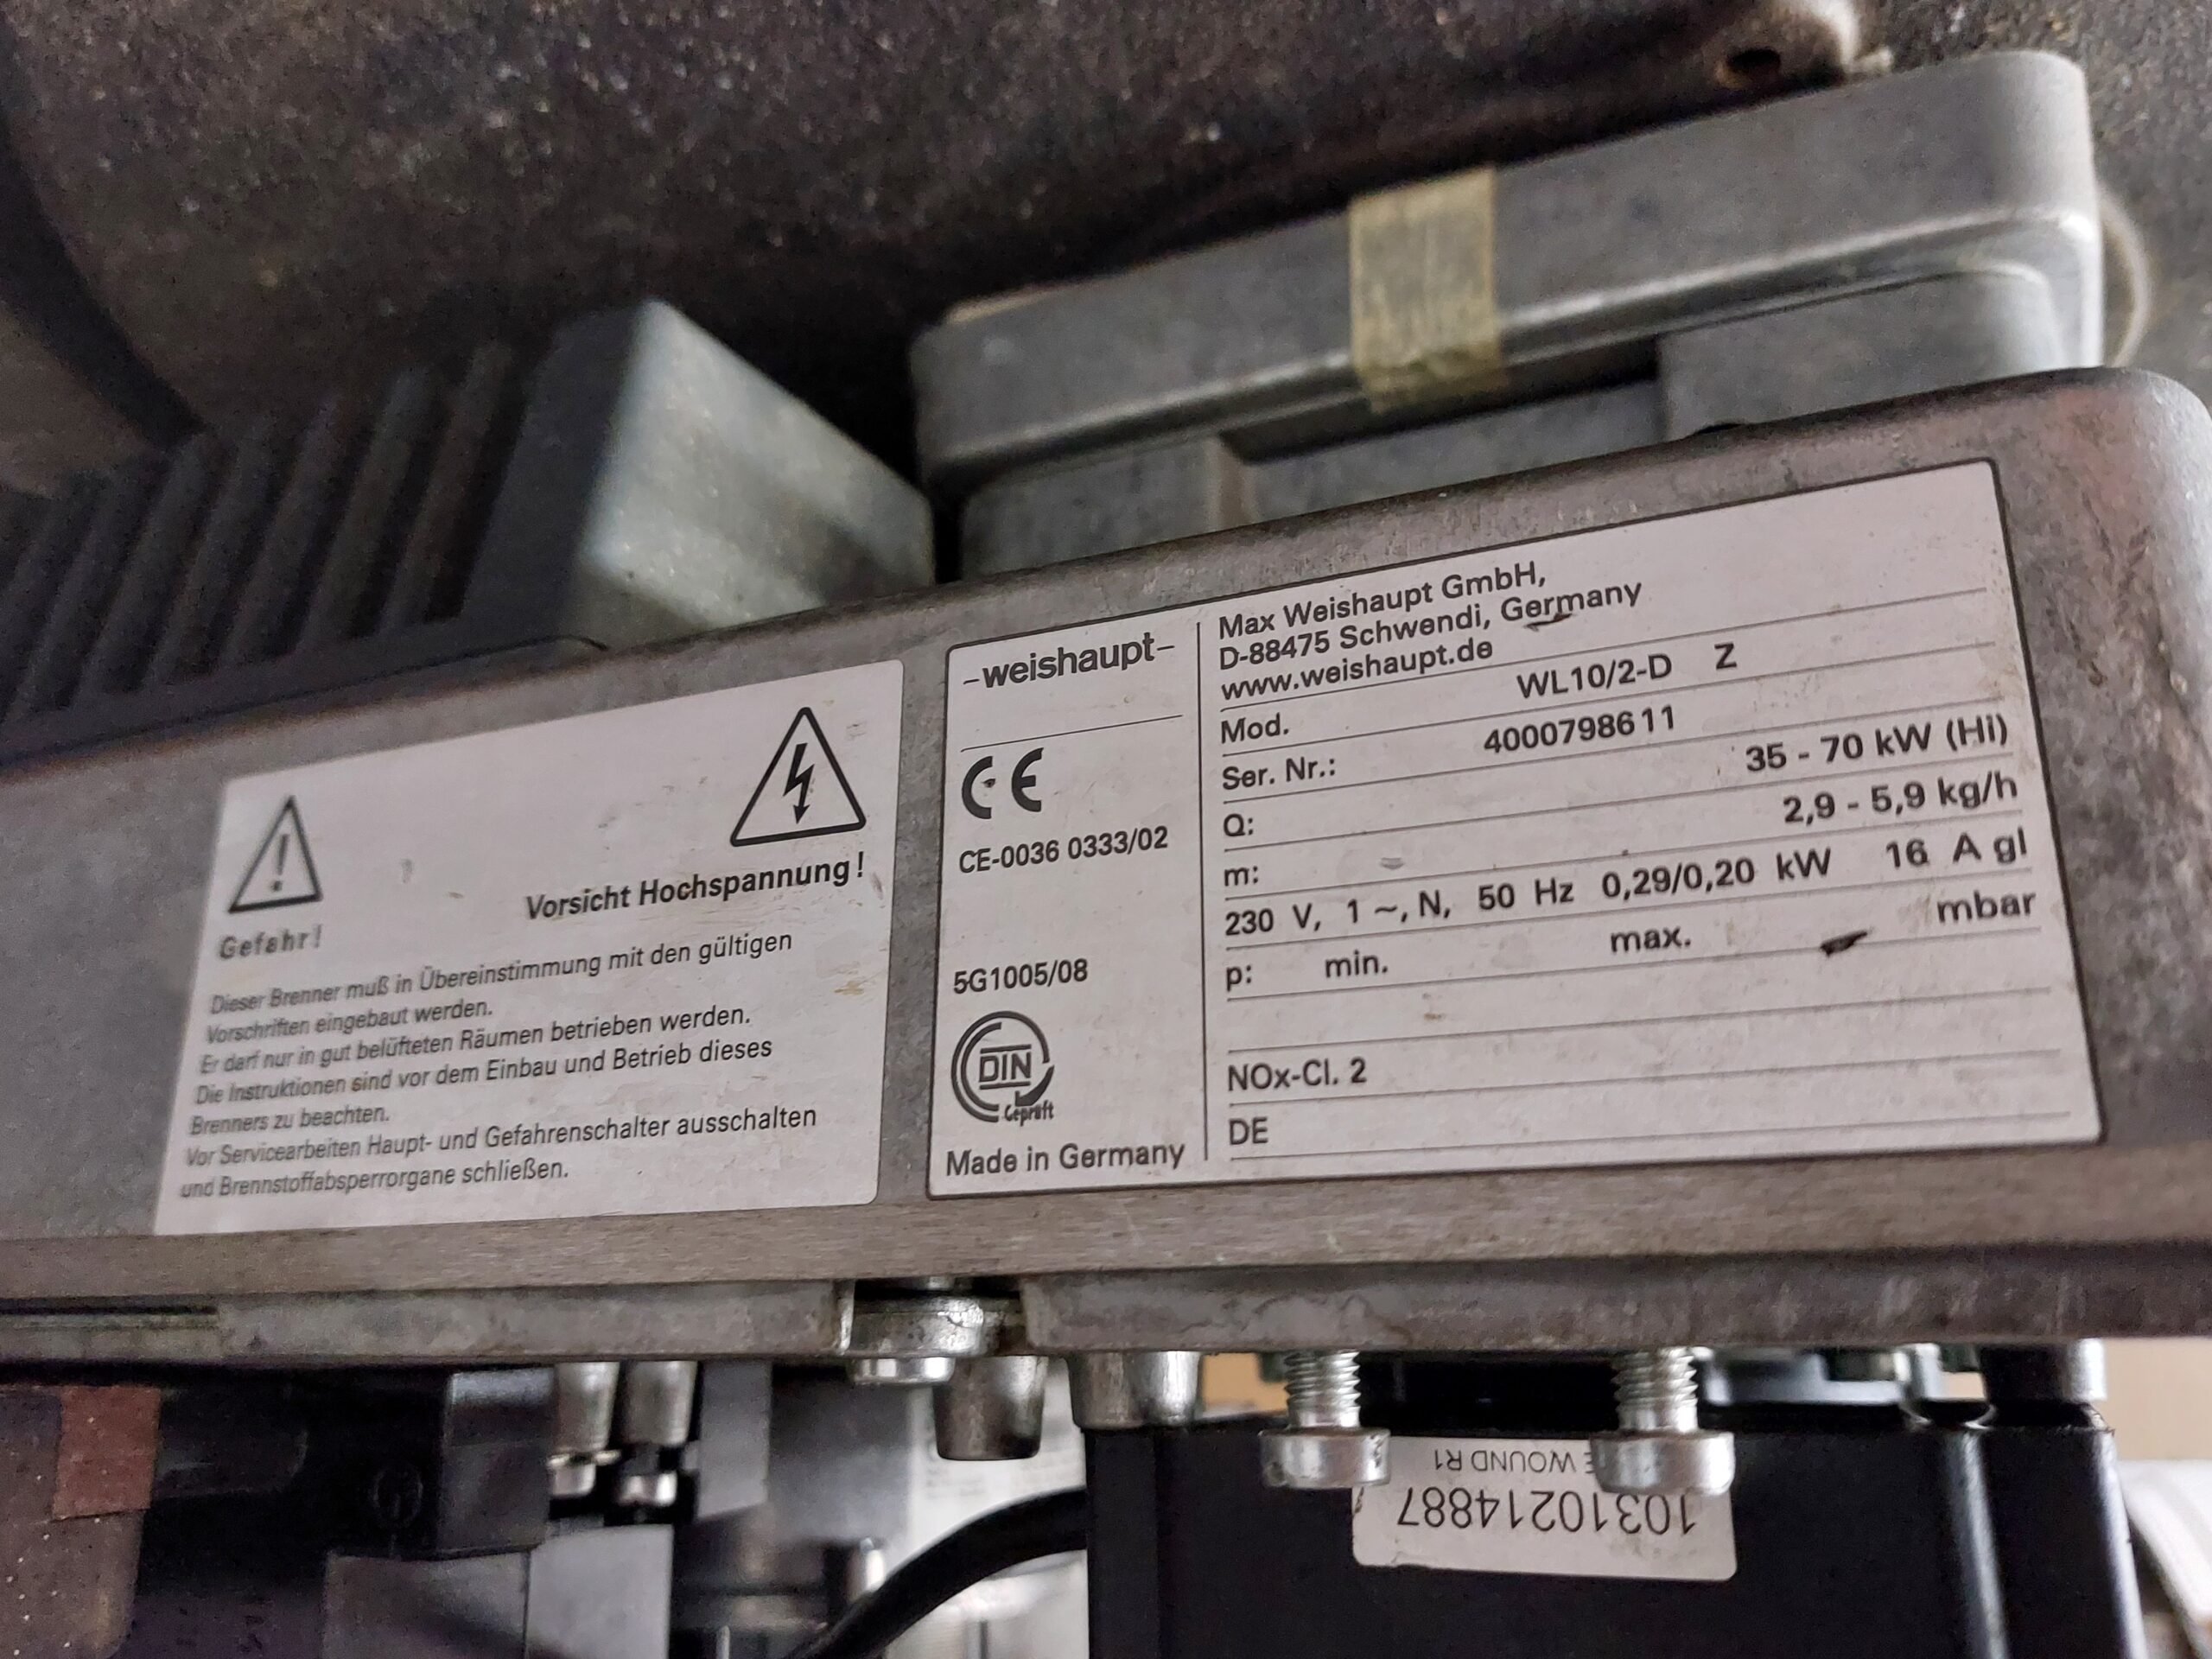 Gefahr!
Vorsicht Hochspannung!
Dieser Brenner muß in Übereinstimmung mit den gültigen
Vorschriften eingebaut werden.
Er darf nur in gut belüfteten Räumen betrieben werden.
Die Instruktionen sind vor dem Einbau und Betrieb dieses
Brenners zu beachten.
Vor Servicearbeiten Haupt- und Gefahrenschalter ausschalten
und Brennstoffabsperrorgane schließen.
-weishaupt-
CE
CE-0036 0333/02
5G1005/08
DIN
Geprüft
Made in Germany
Max Weishaupt GmbH,
D-88475 Schwendi, Germany
www.weishaupt.de
Mod. WL10/2-D Z
Ser. Nr.: 4000798611
Q: 35 - 70 kW (Hi)
m: 2,9 - 5,9 kg/h
230 V, 1 ~, N, 50 Hz 0,29/0,20 kW 16 A gl
p: min. max. mbar
NOx-Cl. 2
DE
10310214887
WOUND R1